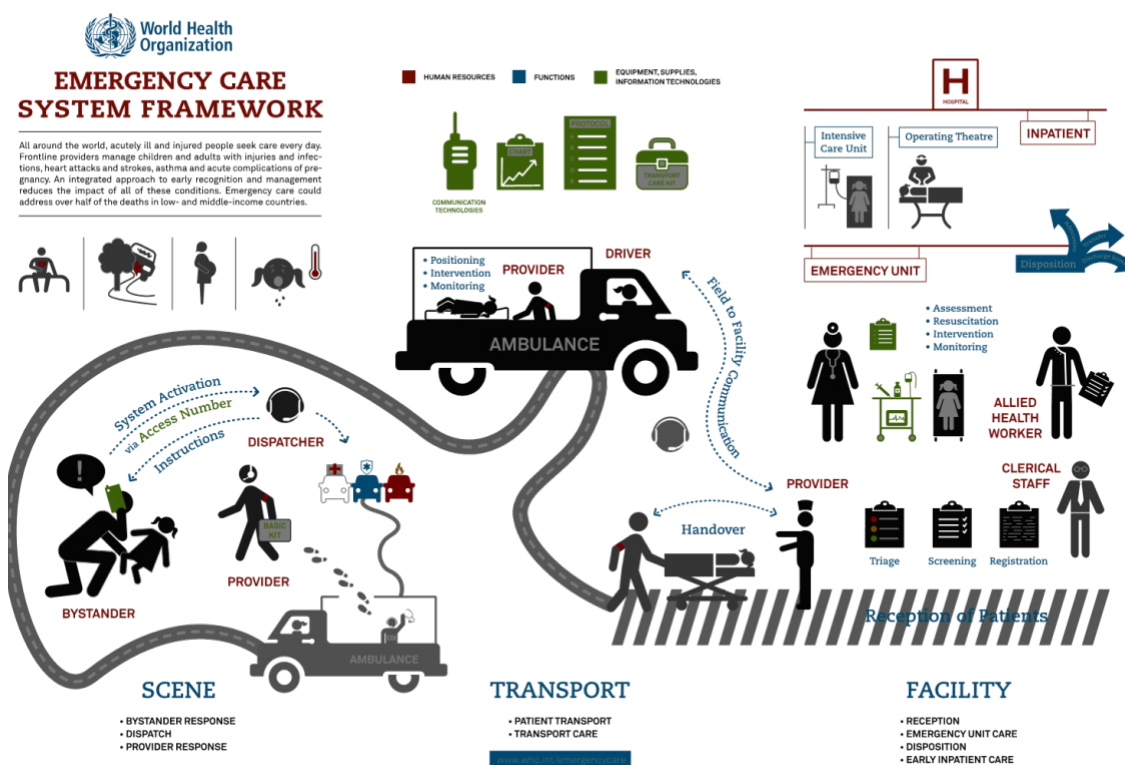 World Health
Organization
EMERGENCY CARE
SYSTEM FRAMEWORK
All around the world, acutely ill and injured people seek care every day.
Frontline providers manage children and adults with injuries and infec-
tions, heart attacks and strokes, asthma and acute complications of pre-
gnancy. An integrated approach to early recognition and management
reduces the impact of all of these conditions. Emergency care could
address over half of the deaths in low- and middle-income countries.
HUMAN RESOURCES
FUNCTIONS
EQUIPMENT, SUPPLIES,
INFORMATION TECHNOLOGIES
CHART
PROTOCOL
TRANSPORT
CARE KIT
COMMUNICATION
TECHNOLOGIES
H
HOSPITAL
INPATIENT
Intensive
Care Unit
Operating Theatre
EMERGENCY UNIT
Disposition
• Positioning
• Intervention
• Monitoring
PROVIDER
DRIVER
AMBULANCE
Field to Facility Communication
• Assessment
• Resuscitation
• Intervention
• Monitoring
ALLIED
HEALTH
WORKER
CLERICAL
STAFF
System Activation
via Access Number
Instructions
DISPATCHER
!
BYSTANDER
BASIC
KIT
PROVIDER
AMBULANCE
PROVIDER
Handover
Triage
Screening
Registration
Reception of Patients
SCENE
• BYSTANDER RESPONSE
• DISPATCH
• PROVIDER RESPONSE
TRANSPORT
• PATIENT TRANSPORT
• TRANSPORT CARE
www.who.int-emergencycare
FACILITY
• RECEPTION
• EMERGENCY UNIT CARE
• DISPOSITION
• EARLY INPATIENT CARE